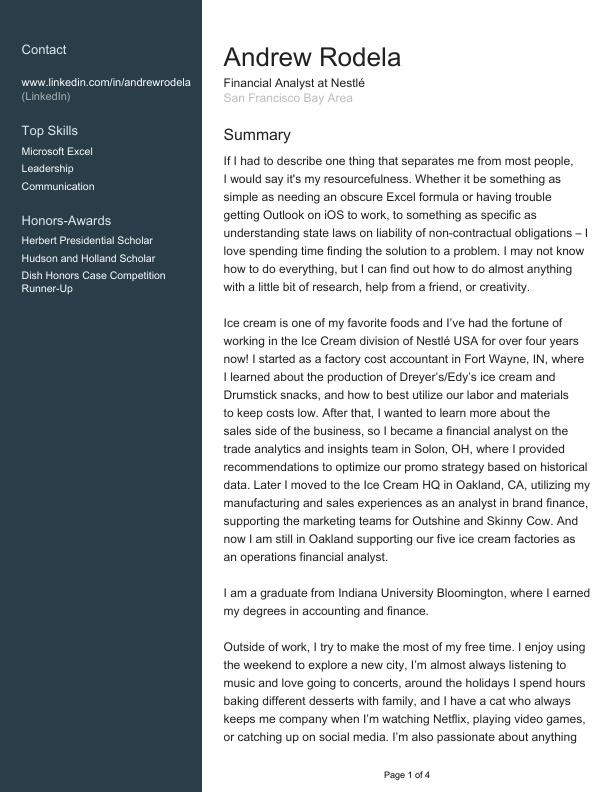 Contact
www.linkedin.com/in/andrewrodela
(LinkedIn)
Top Skills
Microsoft Excel
Leadership
Communication
Honors-Awards
Herbert Presidential Scholar
Hudson and Holland Scholar
Dish Honors Case Competition
Runner-Up
Andrew Rodela
Financial Analyst at Nestlé
San Francisco Bay Area
Summary
If I had to describe one thing that separates me from most people,
I would say it's my resourcefulness. Whether it be something as
simple as needing an obscure Excel formula or having trouble
getting Outlook on iOS to work, to something as specific as
understanding state laws on liability of non-contractual obligations – I
love spending time finding the solution to a problem. I may not know
how to do everything, but I can find out how to do almost anything
with a little bit of research, help from a friend, or creativity.
Ice cream is one of my favorite foods and I've had the fortune of
working in the Ice Cream division of Nestlé USA for over four years
now! I started as a factory cost accountant in Fort Wayne, IN, where
I learned about the production of Dreyer's/Edy's ice cream and
Drumstick snacks, and how to best utilize our labor and materials
to keep costs low. After that, I wanted to learn more about the
sales side of the business, so I became a financial analyst on the
trade analytics and insights team in Solon, OH, where I provided
recommendations to optimize our promo strategy based on historical
data. Later I moved to the Ice Cream HQ in Oakland, CA, utilizing my
manufacturing and sales experiences as an analyst in brand finance,
supporting the marketing teams for Outshine and Skinny Cow. And
now I am still in Oakland supporting our five ice cream factories as
an operations financial analyst.
I am a graduate from Indiana University Bloomington, where I earned
my degrees in accounting and finance.
Outside of work, I try to make the most of my free time. I enjoy using
the weekend to explore a new city, I'm almost always listening to
music and love going to concerts, around the holidays I spend hours
baking different desserts with family, and I have a cat who always
keeps me company when I'm watching Netflix, playing video games,
or catching up on social media. I'm also passionate about anything
Page 1 of 4